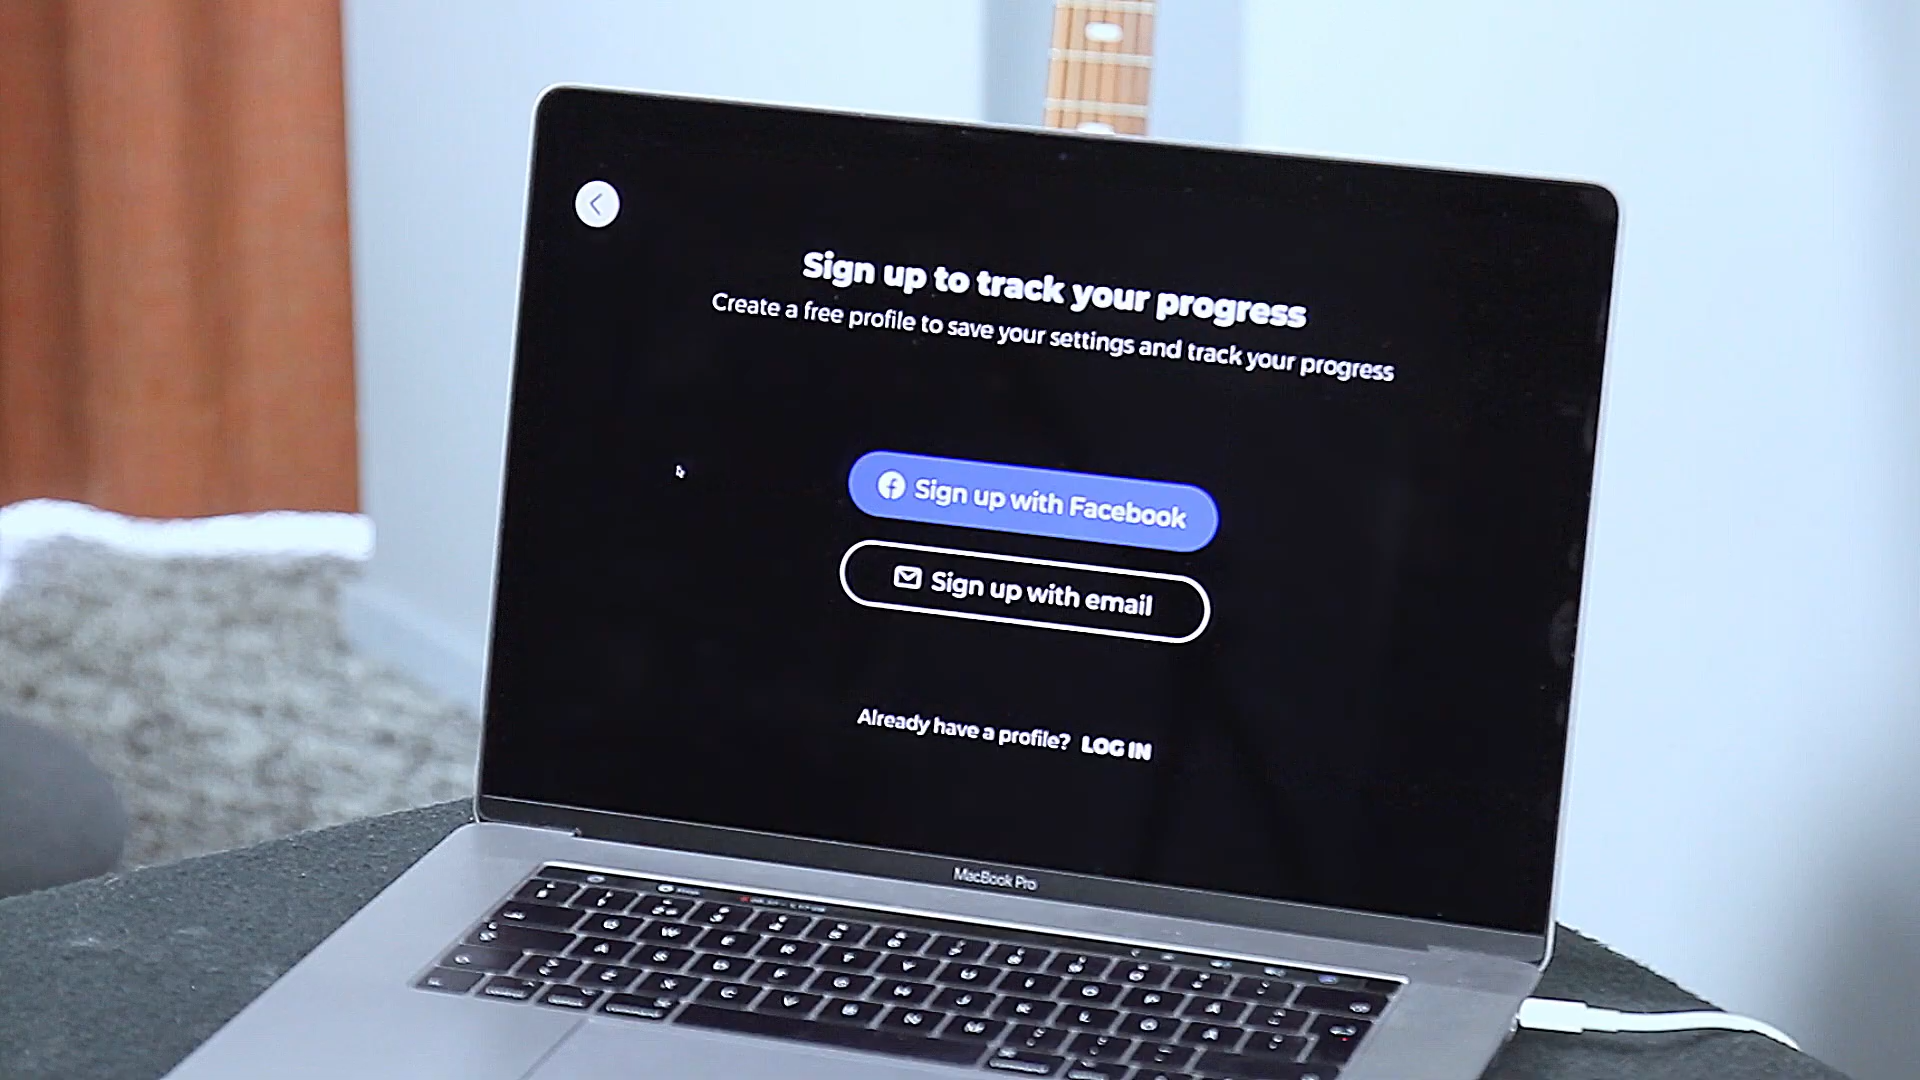 Sign up to track your progress
Create a free profile to save your settings and track your progress
Sign up with Facebook
Sign up with email
Already have a profile? LOG IN
MacBook Pro